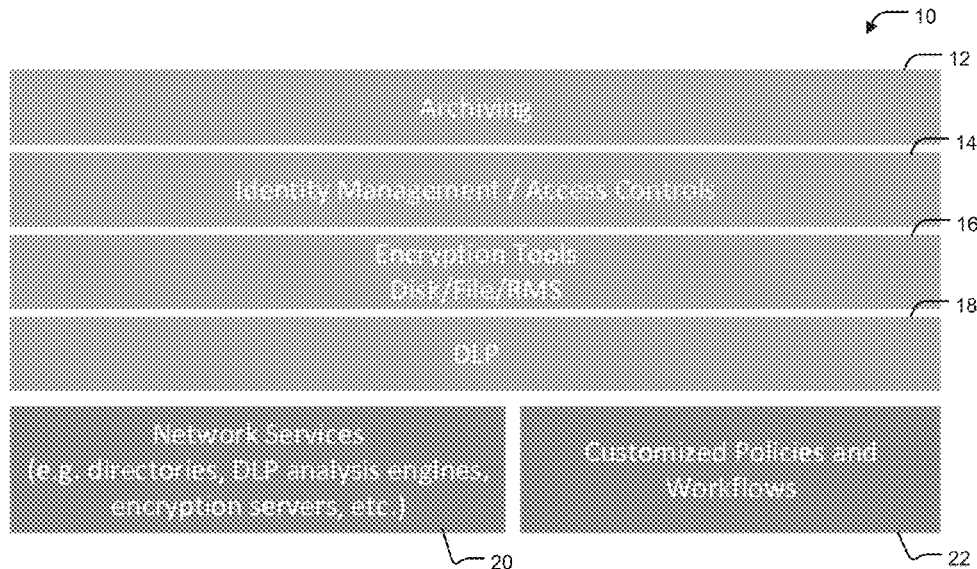 10
12
Archiving
14
Identity Management / Access Controls
16
Encryption Tools
Disk/File/RMS
18
DLP
Network Services
(e.g. directories, DLP analysis engines,
encryption servers, etc.)
Customized Policies and
Workflows
20
22